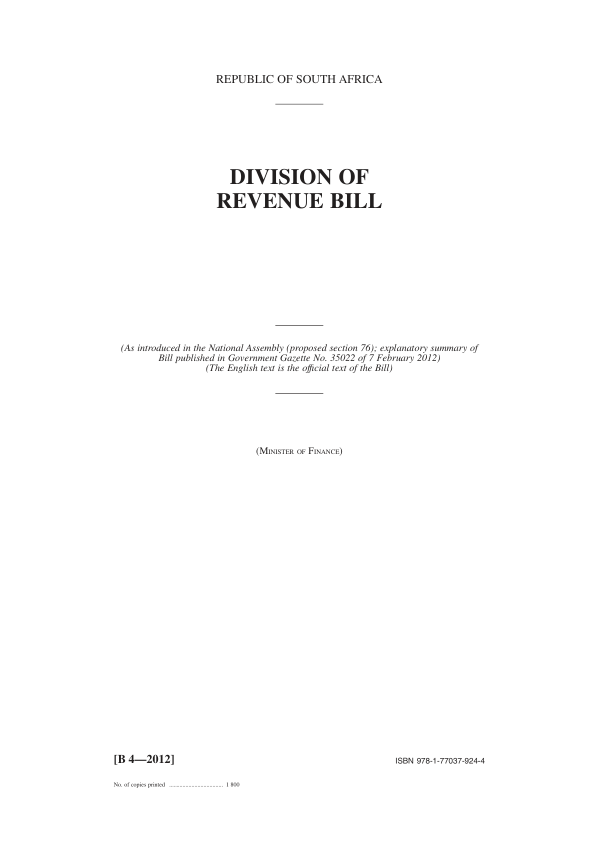 REPUBLIC OF SOUTH AFRICA
DIVISION OF
REVENUE BILL
(As introduced in the National Assembly (proposed section 76); explanatory summary of
Bill published in Government Gazette No. 35022 of 7 February 2012)
(The English text is the official text of the Bill)
(Minister of Finance)
[B 4—2012]
ISBN 978-1-77037-924-4
No. of copies printed ..................................... 1 800